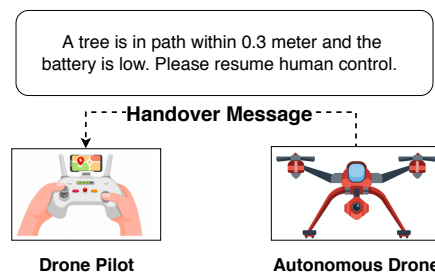 A tree is in path within 0.3 meter and the
battery is low. Please resume human control.
Handover Message
Drone Pilot
Autonomous Drone